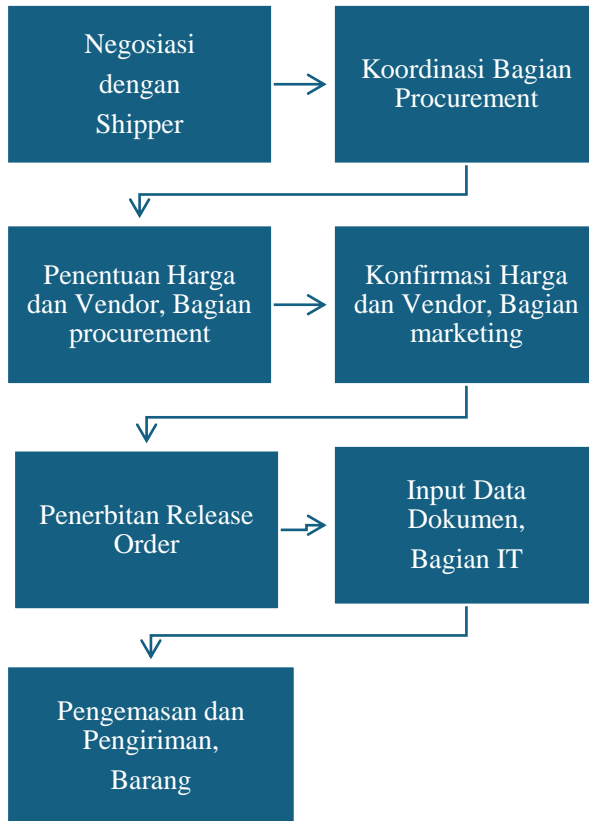 Negosiasi
dengan
Shipper
Koordinasi Bagian
Procurement
Penentuan Harga
dan Vendor, Bagian
procurement
Konfirmasi Harga
dan Vendor, Bagian
marketing
Penerbitan Release
Order
Input Data
Dokumen,
Bagian IT
Pengemasan dan
Pengiriman,
Barang